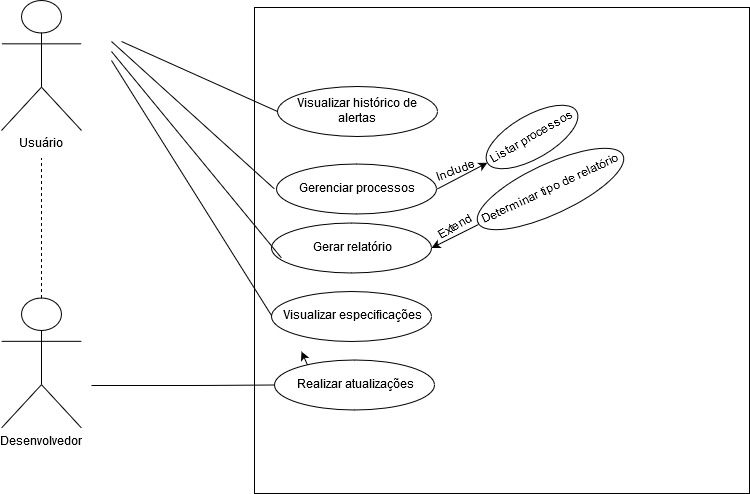 Usuário
Visualizar histórico de
alertas
Gerenciar processos
Include
Listar processos
Determinar tipo de relatório
Extend
Gerar relatório
Visualizar especificações
Realizar atualizações
Desenvolvedor